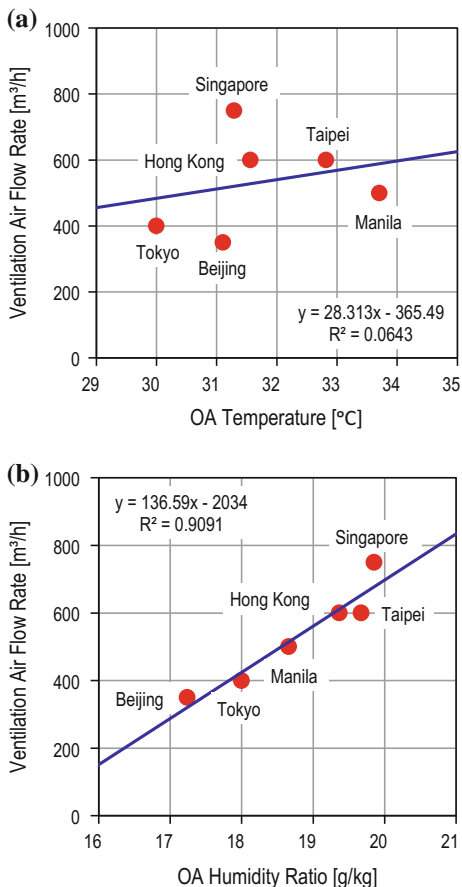 (a)
Ventilation Air Flow Rate [m³/h]
1000
800
600
400
200
0
Singapore
Taipei
Hong Kong
Manila
Tokyo
Beijing
y = 28.313x - 365.49
R² = 0.0643
29 30 31 32 33 34 35
OA Temperature [°C]
(b)
Ventilation Air Flow Rate [m³/h]
1000
800
600
400
200
0
y = 136.59x - 2034
R² = 0.9091
Singapore
Hong Kong
Taipei
Manila
Beijing
Tokyo
16 17 18 19 20 21
OA Humidity Ratio [g/kg]